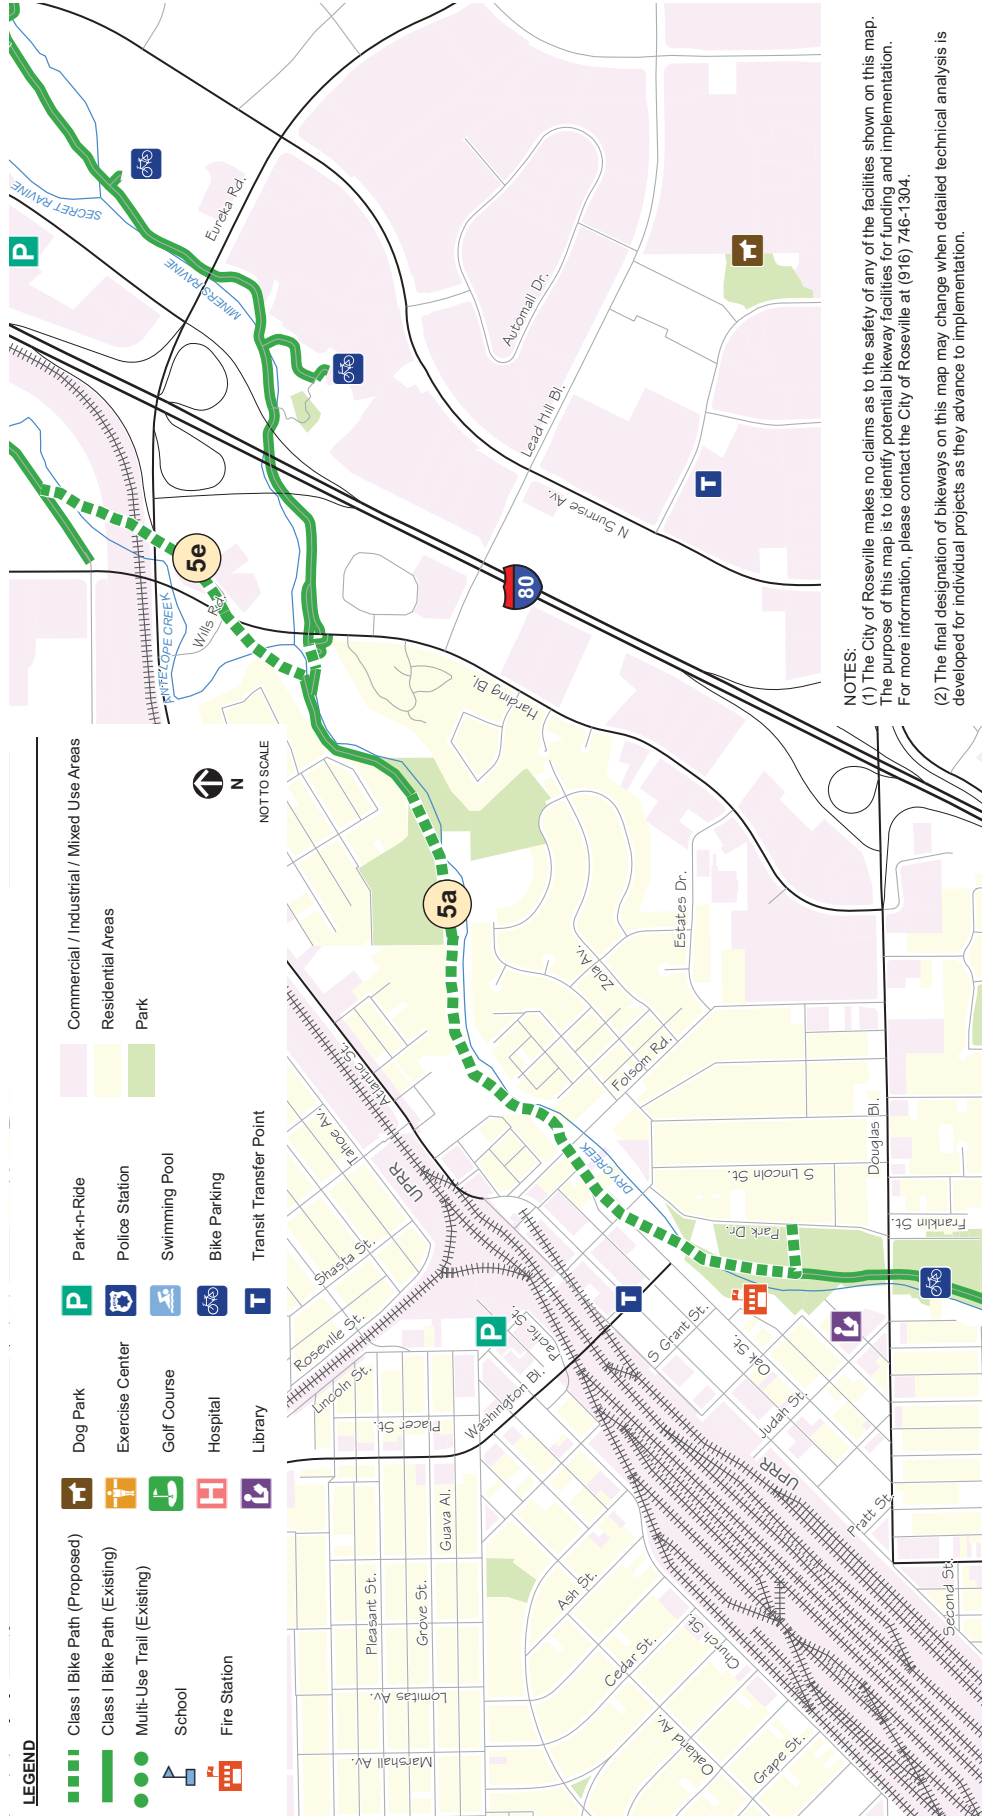 LEGEND
Class I Bike Path (Proposed)
Class I Bike Path (Existing)
Multi-Use Trail (Existing)
School
Fire Station
Dog Park
Exercise Center
Golf Course
Hospital
Library
Park-n-Ride
Police Station
Swimming Pool
Bike Parking
Transit Transfer Point
Commercial / Industrial / Mixed Use Areas
Residential Areas
Park
N
NOT TO SCALE
P
H
T
NOTES:
(1) The City of Roseville makes no claims as to the safety of any of the facilities shown on this map.
The purpose of this map is to identify potential bikeway facilities for funding and implementation.
For more information, please contact the City of Roseville at (916) 746-1304.
(2) The final designation of bikeways on this map may change when detailed technical analysis is
developed for individual projects as they advance to implementation.
SECRET RAVINE
MINERS RAVINE
ANTELOPE CREEK
DRY CREEK
Eureka Rd.
Automall Dr.
Lead Hill Bl.
N Sunrise Av.
Wills Rd.
Harding Bl.
80
5e
5a
P
T
Estates Dr.
Zola Av.
Folsom Rd.
Douglas Bl.
S Lincoln St.
Franklin St.
Park Dr.
Atlantic St.
Tahoe Av.
UPRR
Shasta St.
Roseville St.
Lincoln St.
Placer St.
Washington Bl.
Pacific St.
P
T
S Grant St.
Oak St.
Judah St.
UPRR
Pratt St.
Second St.
Guava Al.
Pleasant St.
Grove St.
Lomitas Av.
Marshall Av.
Ash St.
Cedar St.
Church St.
Oakland Av.
Grape St.